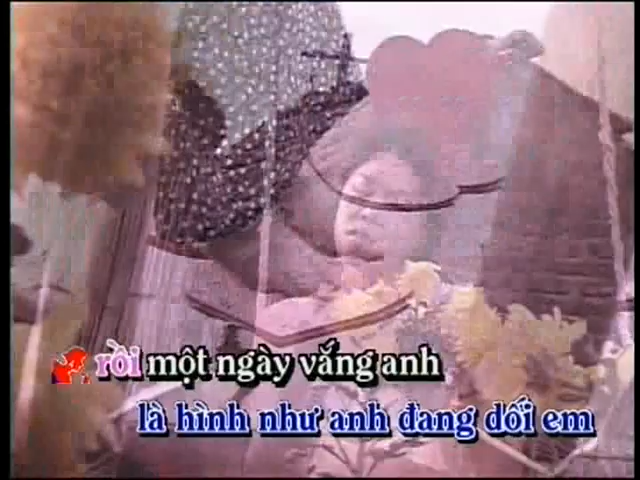 rồi một ngày vắng anh
là hình như anh đang dối em